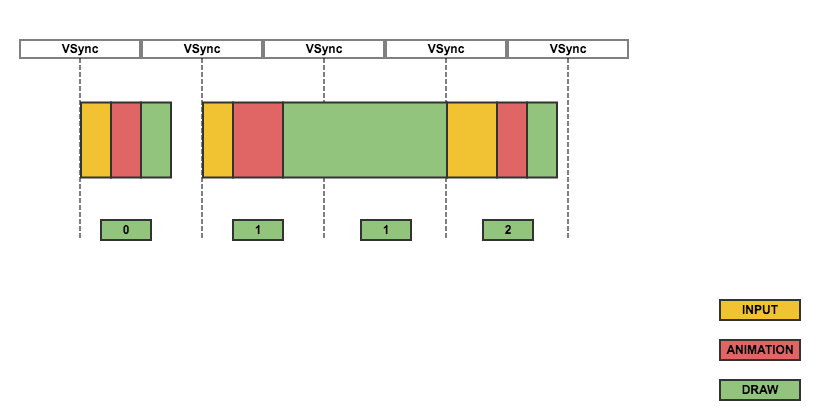 VSync VSync VSync VSync VSync
0 1 1 2
INPUT
ANIMATION
DRAW